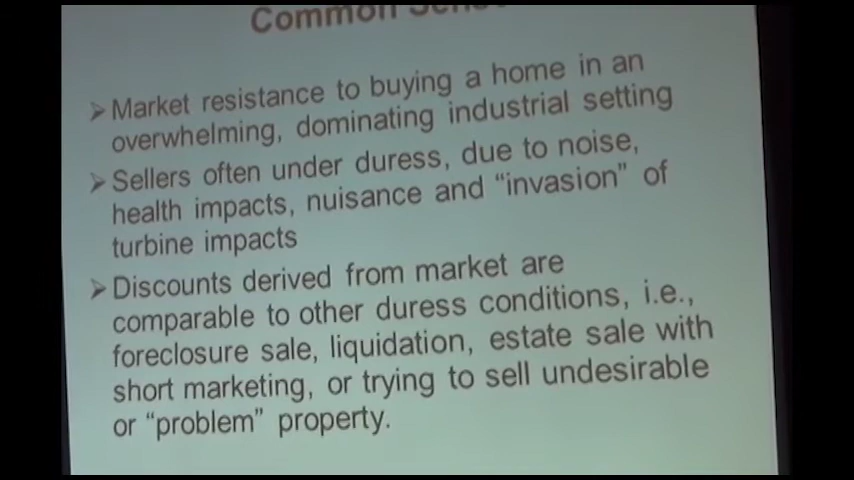 Common
➢ Market resistance to buying a home in an
overwhelming, dominating industrial setting
➢ Sellers often under duress, due to noise,
health impacts, nuisance and “invasion” of
turbine impacts
➢ Discounts derived from market are
comparable to other duress conditions, i.e.,
foreclosure sale, liquidation, estate sale with
short marketing, or trying to sell undesirable
or “problem” property.